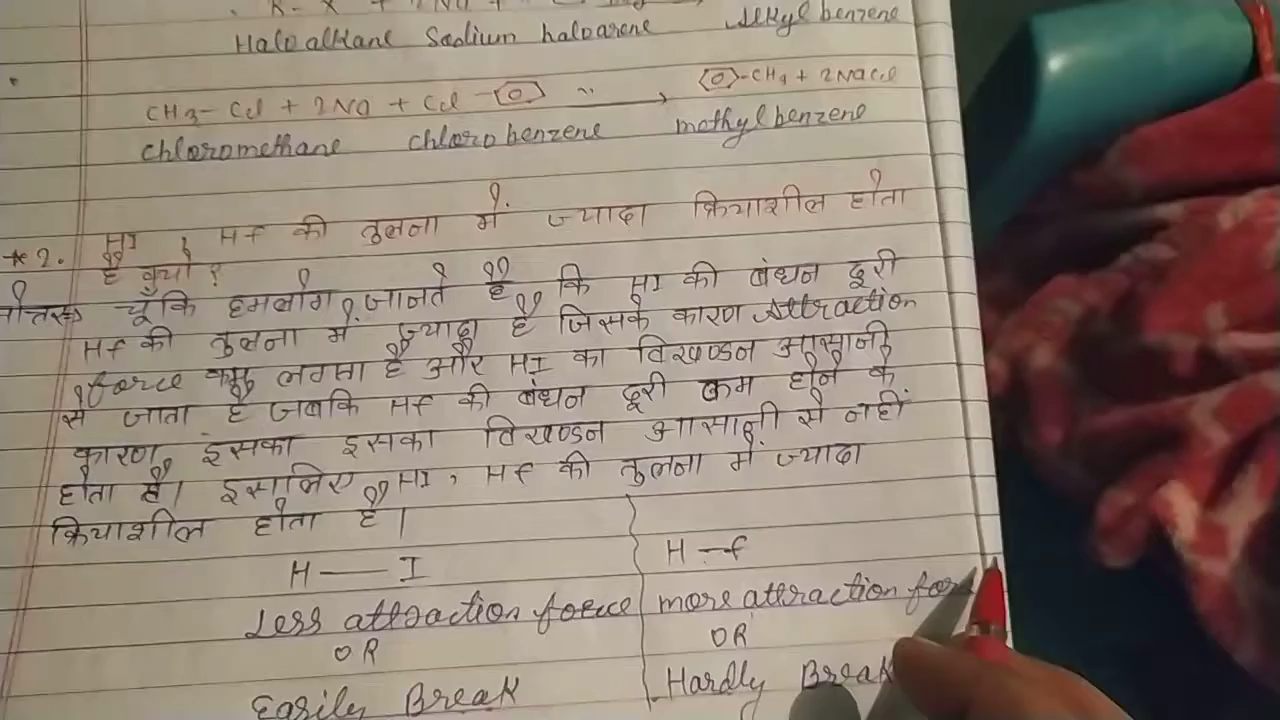 R - X + 2Na +
Haloalkane Sodium haloarene Alkyl benzene
CH3 - Cl + 2Na + Cl -⟨O⟩ → ⟨O⟩-CH3 + 2NaCl
chloromethane chlorobenzene methyl benzene
* 2. HI, HF की तुलना में ज्यादा क्रियाशील होता
है क्यों?
चूँकि हमलोग जानते हैं कि HI की बंधन दूरी
HF की तुलना में ज्यादा है जिसके कारण Attraction
force कम लगता है और HI का विखण्डन आसानी
से जाता है जबकि HF की बंधन दूरी कम होने के
कारण इसका इसका विखण्डन आसानी से नहीं
होता है। इसलिए HI, HF की तुलना में ज्यादा
क्रियाशील होता है।
H — I H — F
Less attraction force more attraction
OR OR
Easily Break Hardly Break